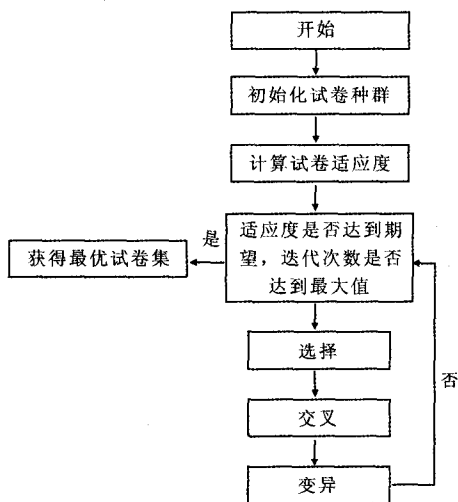 开始
初始化试卷种群
计算试卷适应度
适应度是否达到期
望，迭代次数是否
达到最大值
是
获得最优试卷集
选择
否
交叉
变异